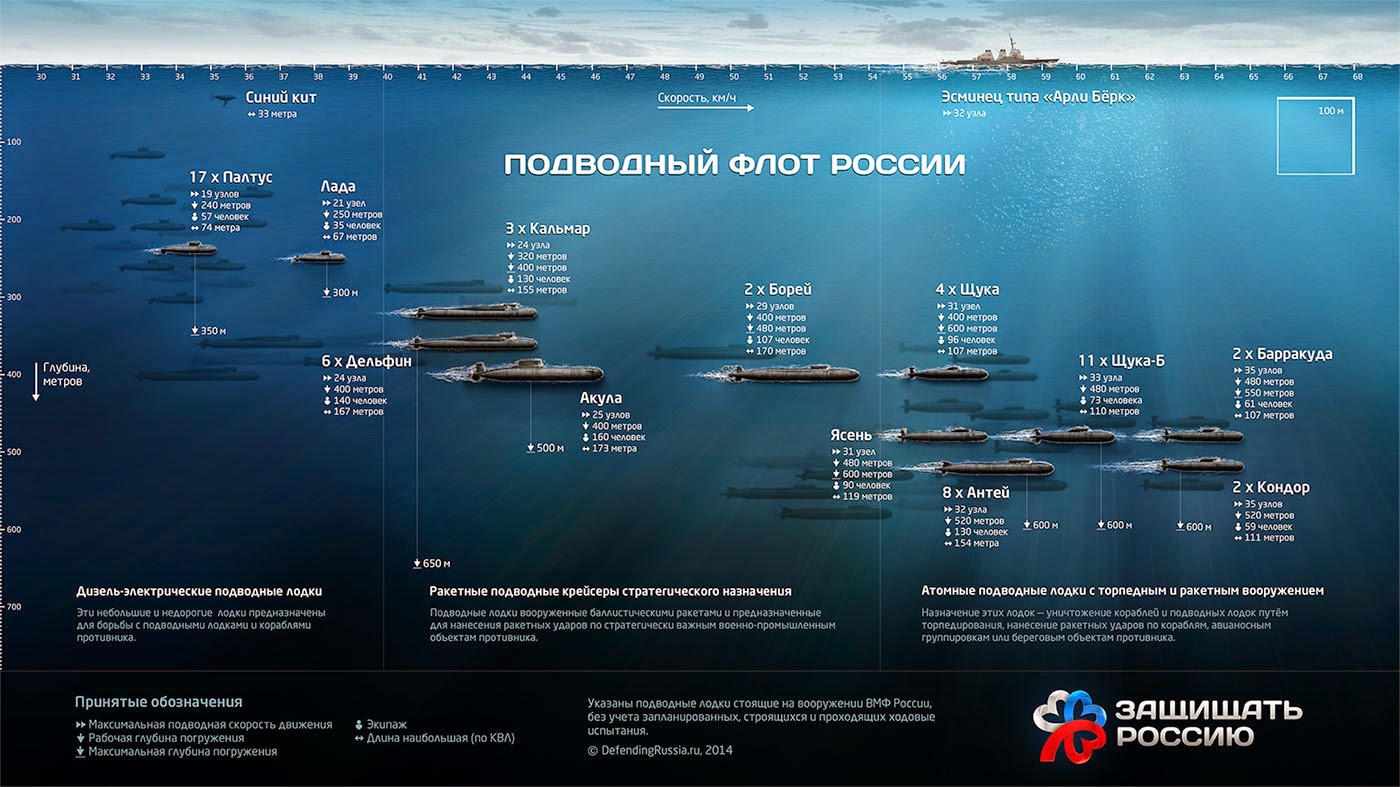 30 31 32 33 34 35 36 37 38 39 40 41 42 43 44 45 46 47 48 49 50 51 52 53 54 55 56 57 58 59 60 61 62 63 64 65 66 67 68
Синий кит
33 метра
Скорость, км/ч
Эсминец типа «Арли Бёрк»
32 узла
100 м
ПОДВОДНЫЙ ФЛОТ РОССИИ
100
200
300
400
500
600
700
Глубина,
метров
17 x Палтус
19 узлов
240 метров
57 человек
74 метра
350 м
Лада
21 узел
250 метров
35 человек
67 метров
300 м
3 x Кальмар
24 узла
320 метров
400 метров
130 человек
155 метров
6 x Дельфин
24 узла
400 метров
140 человек
167 метров
650 м
Акула
25 узлов
400 метров
160 человек
173 метра
500 м
2 x Борей
29 узлов
400 метров
480 метров
107 человек
170 метров
4 x Щука
31 узел
400 метров
600 метров
96 человек
107 метров
11 x Щука-Б
33 узла
480 метров
73 человека
110 метров
600 м
2 x Барракуда
35 узлов
480 метров
550 метров
61 человек
107 метров
Ясень
31 узел
480 метров
600 метров
90 человек
119 метров
8 x Антей
32 узла
520 метров
130 человек
154 метра
600 м
2 x Кондор
35 узлов
520 метров
59 человек
111 метров
600 м
Дизель-электрические подводные лодки
Эти небольшие и недорогие лодки предназначены
для борьбы с подводными лодками и кораблями
противника.
Ракетные подводные крейсеры стратегического назначения
Подводные лодки вооруженные баллистическими ракетами и предназначенные
для нанесения ракетных ударов по стратегически важным военно-промышленным
объектам противника.
Атомные подводные лодки с торпедным и ракетным вооружением
Назначение этих лодок — уничтожение кораблей и подводных лодок путём
торпедирования, нанесение ракетных ударов по кораблям, авианосным
группировкам или береговым объектам противника.
Принятые обозначения
Максимальная подводная скорость движения
Рабочая глубина погружения
Максимальная глубина погружения
Экипаж
Длина наибольшая (по КВЛ)
Указаны подводные лодки стоящие на вооружении ВМФ России,
без учета запланированных, строящихся и проходящих ходовые
испытания.
© DefendingRussia.ru, 2014
ЗАЩИЩАТЬ
РОССИЮ